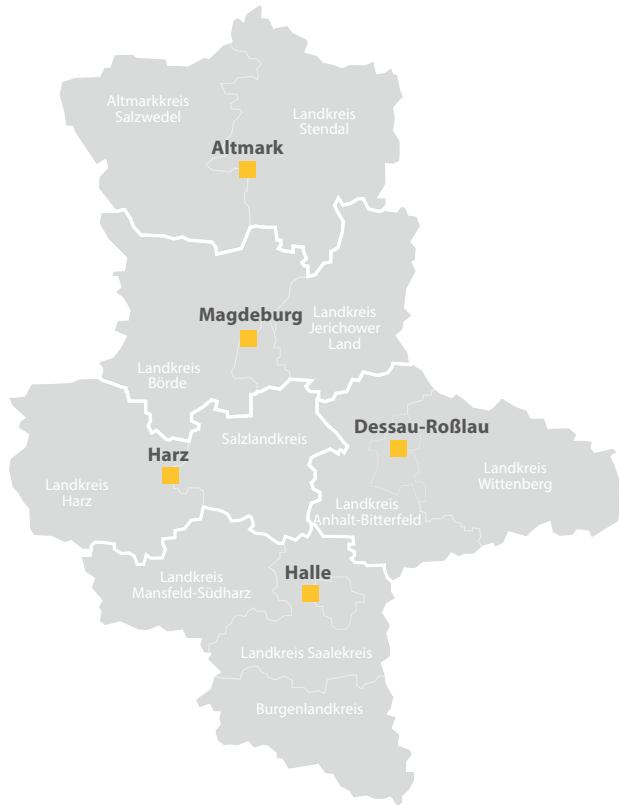 Altmarkkreis
Salzwedel
Landkreis
Stendal
Altmark
Magdeburg
Landkreis
Jerichower
Land
Landkreis
Börde
Dessau-Roßlau
Salzlandkreis
Harz
Landkreis
Harz
Landkreis
Wittenberg
Landkreis
Anhalt-Bitterfeld
Halle
Landkreis
Mansfeld-Südharz
Landkreis Saalekreis
Burgenlandkreis